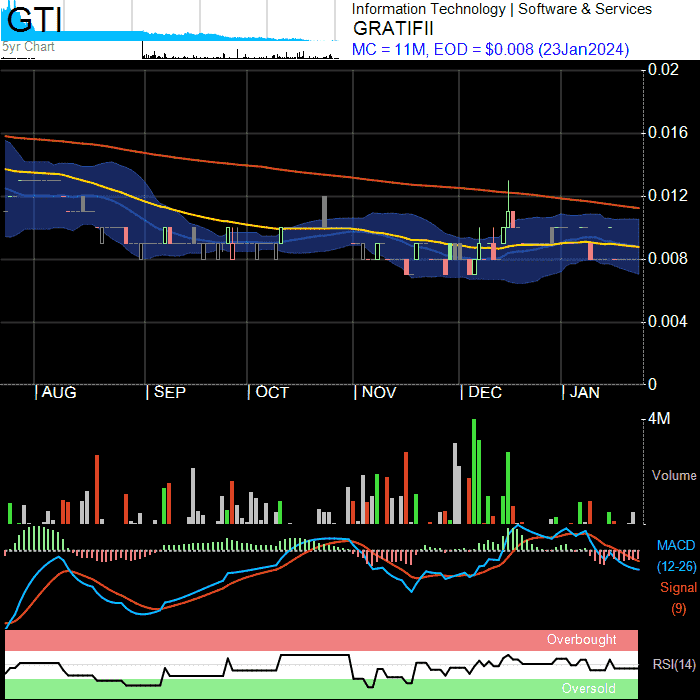 GTI
5yr Chart
Information Technology | Software & Services
GRATIFII
MC = 11M, EOD = $0.008 (23Jan2024)
0.02
0.016
0.012
0.008
0.004
0
| AUG | SEP | OCT | NOV | DEC | JAN
4M
Volume
MACD
(12-26)
Signal
(9)
Overbought
RSI(14)
Oversold